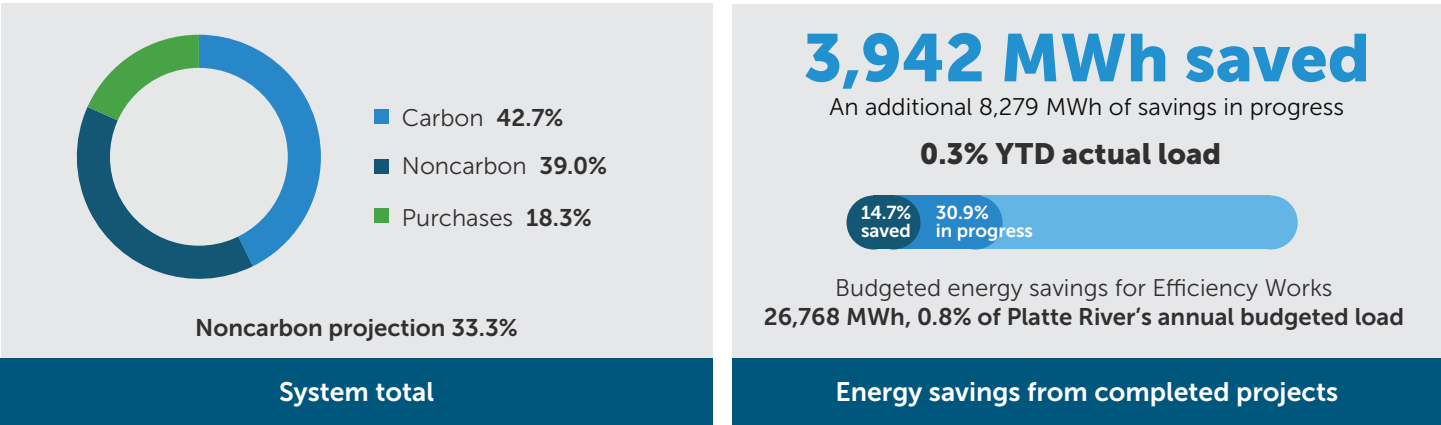 Carbon 42.7%
Noncarbon 39.0%
Purchases 18.3%
Noncarbon projection 33.3%
System total
3,942 MWh saved
An additional 8,279 MWh of savings in progress
0.3% YTD actual load
14.7%
saved
30.9%
in progress
Budgeted energy savings for Efficiency Works
26,768 MWh, 0.8% of Platte River's annual budgeted load
Energy savings from completed projects